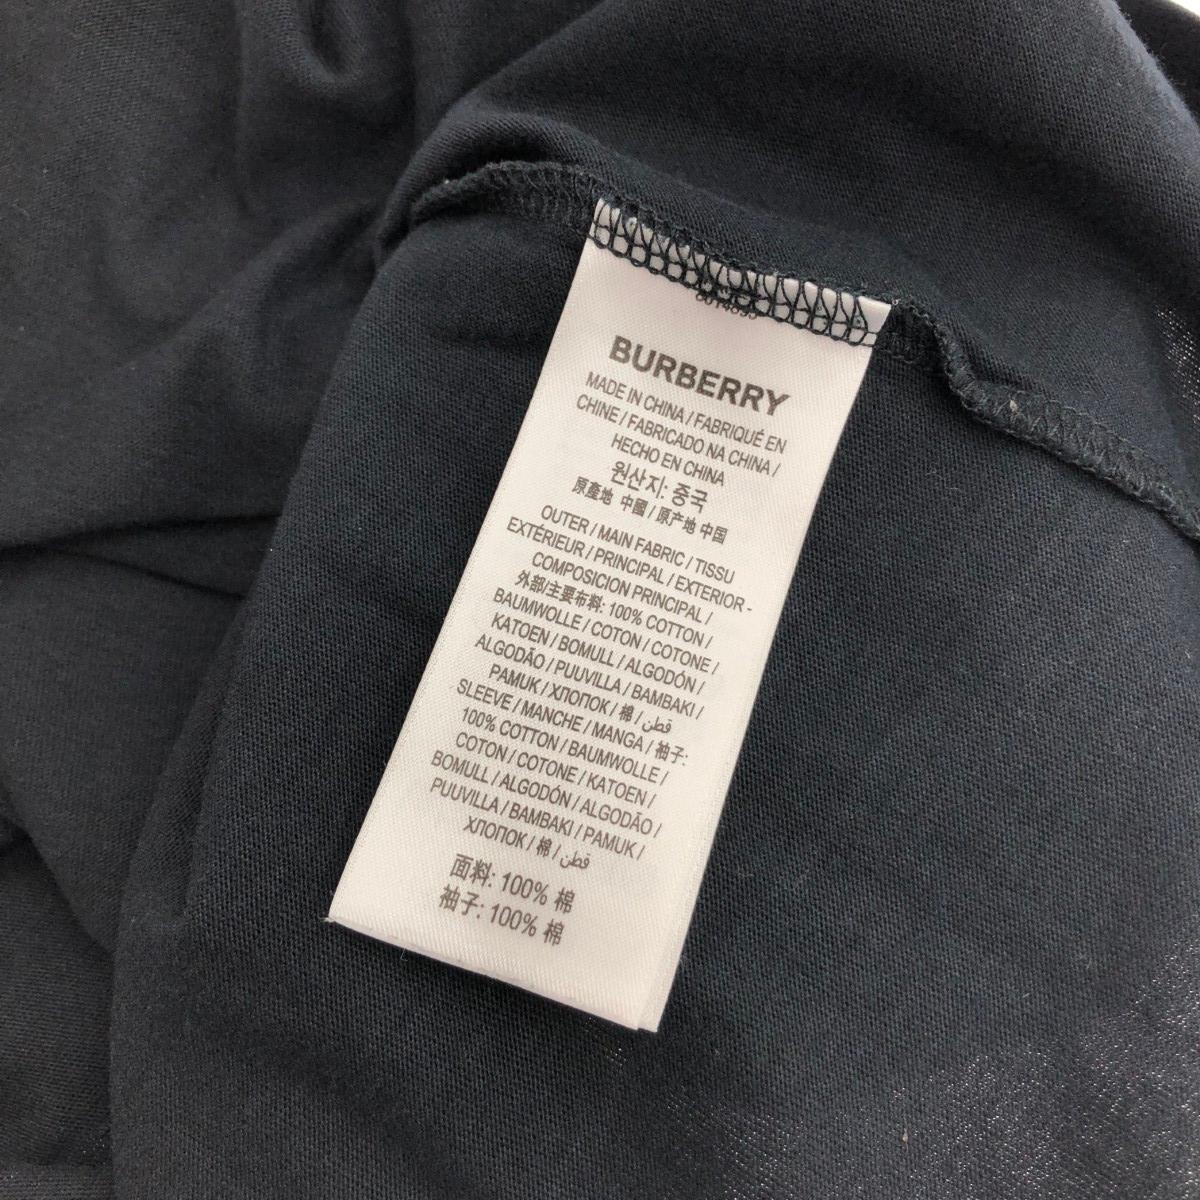 BURBERRY
MADE IN CHINA / FABRIQUÉ EN
CHINE / FABRICADO NA CHINA /
HECHO EN CHINA
원산지: 중국
原產地 中國 / 原产地 中国
OUTER / MAIN FABRIC / TISSU
EXTÉRIEUR / PRINCIPAL / EXTERIOR -
COMPOSICION PRINCIPAL /
外部/主要布料: 100% COTTON /
BAUMWOLLE / COTON / COTONE /
KATOEN / BOMULL / ALGODÓN /
ALGODÃO / PUUVILLA / BAMBAKI /
PAMUK / ХЛОПОК / 棉 / قطن
SLEEVE / MANCHE / MANGA / 袖子:
100% COTTON / BAUMWOLLE /
COTON / COTONE / KATOEN /
BOMULL / ALGODÓN / ALGODÃO /
PUUVILLA / BAMBAKI / PAMUK /
ХЛОПОК / 棉 / قطن
面料: 100% 棉
袖子: 100% 棉